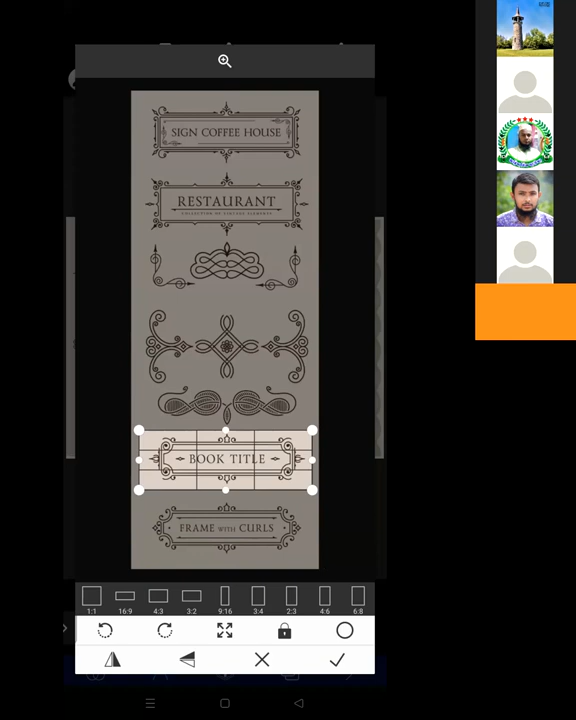 SIGN COFFEE HOUSE
RESTAURANT
COLLECTION OF VINTAGE ELEMENTS
BOOK TITLE
FRAME WITH CURLS
1:1 16:9 4:3 3:2 9:16 3:4 2:3 4:6 6:8